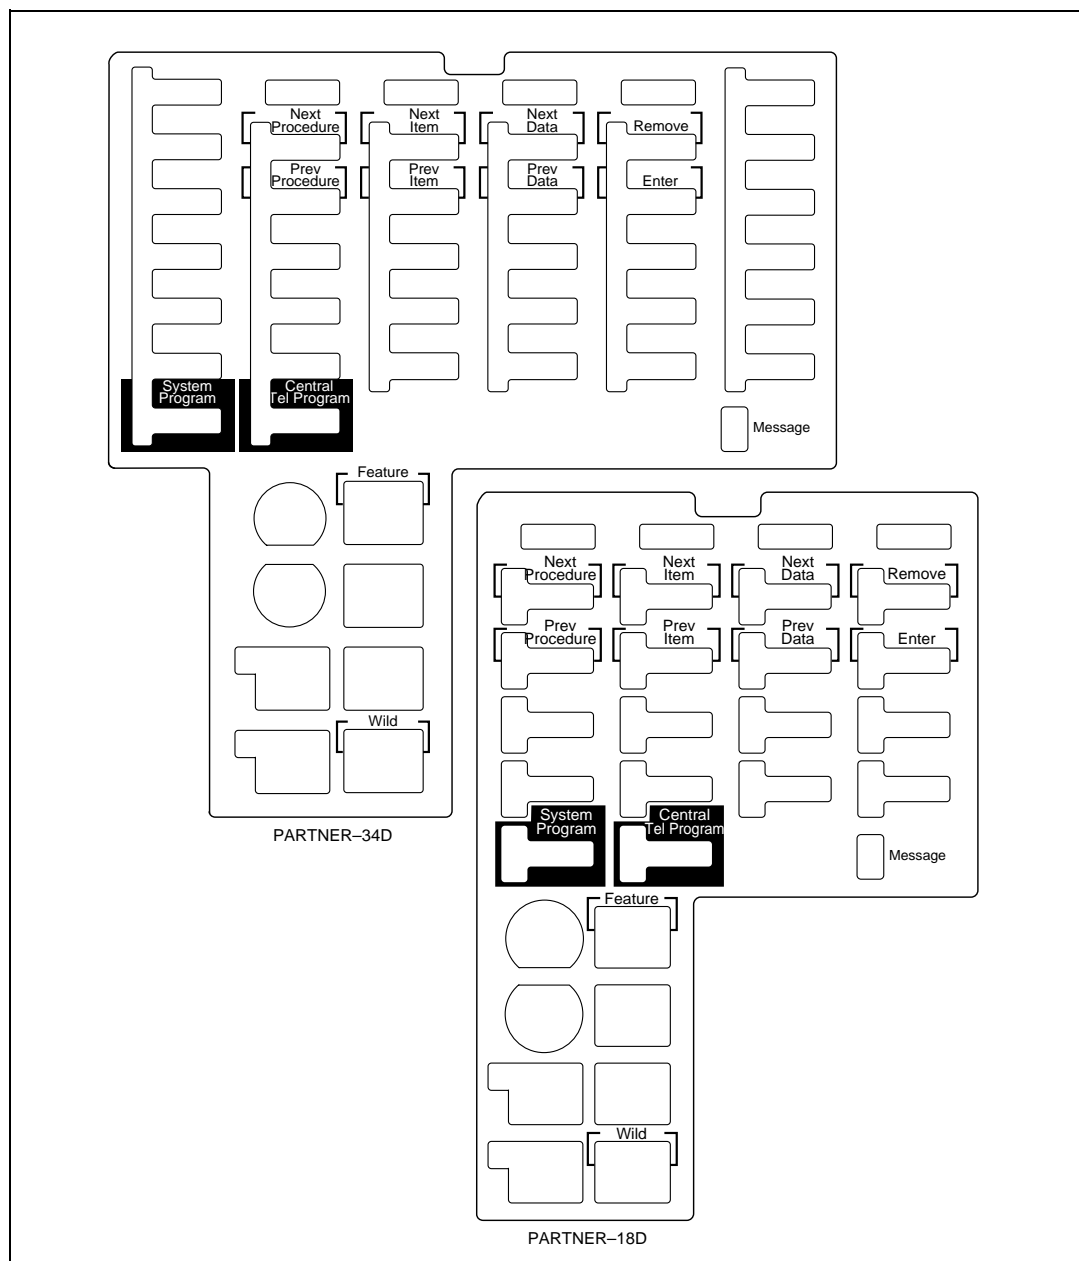 Next
Procedure
Next
Item
Next
Data
Remove
Prev
Procedure
Prev
Item
Prev
Data
Enter
System
Program
Central
Tel Program
Message
Feature
Wild
PARTNER–34D
Next
Procedure
Next
Item
Next
Data
Remove
Prev
Procedure
Prev
Item
Prev
Data
Enter
System
Program
Central
Tel Program
Message
Feature
Wild
PARTNER–18D